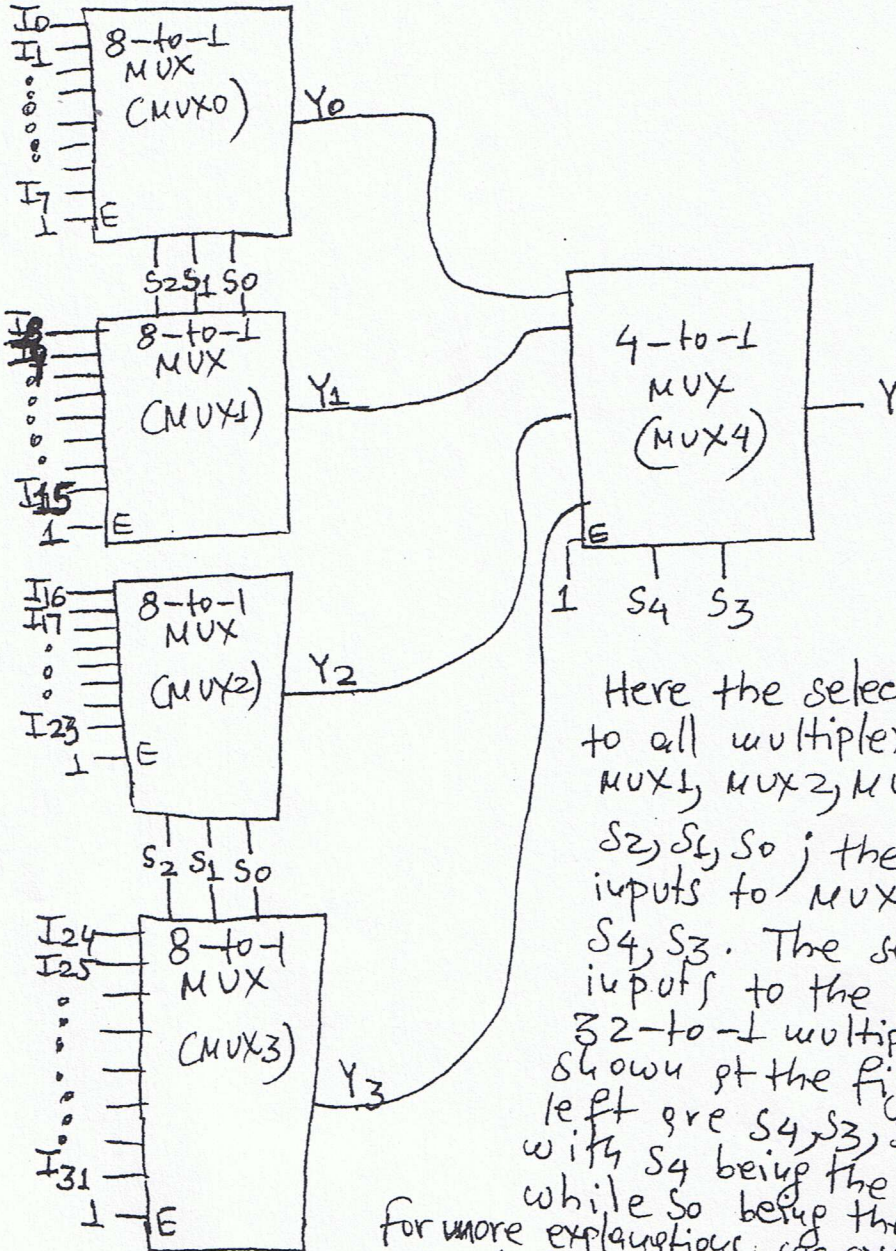 I0
I1
I7
1
E
8-to-1
MUX
(MUX0)
Y0
S2 S1 S0
I15
1
E
8-to-1
MUX
(MUX1)
Y1
I16
I17
I23
1
E
8-to-1
MUX
(MUX2)
Y2
S2 S1 S0
I24
I25
I31
1
E
8-to-1
MUX
(MUX3)
Y3
4-to-1
MUX
(MUX4)
E
1
S4 S3
Y
Here the selec
to all multiplex
MUX1, MUX2, MU
S2, S1, S0 ; the
inputs to MUX
S4, S3. The se
inputs to the
32-to-1 multip
shown at the fi
left are S4, S3,
with S4 being the
while S0 being the
For more explanations,